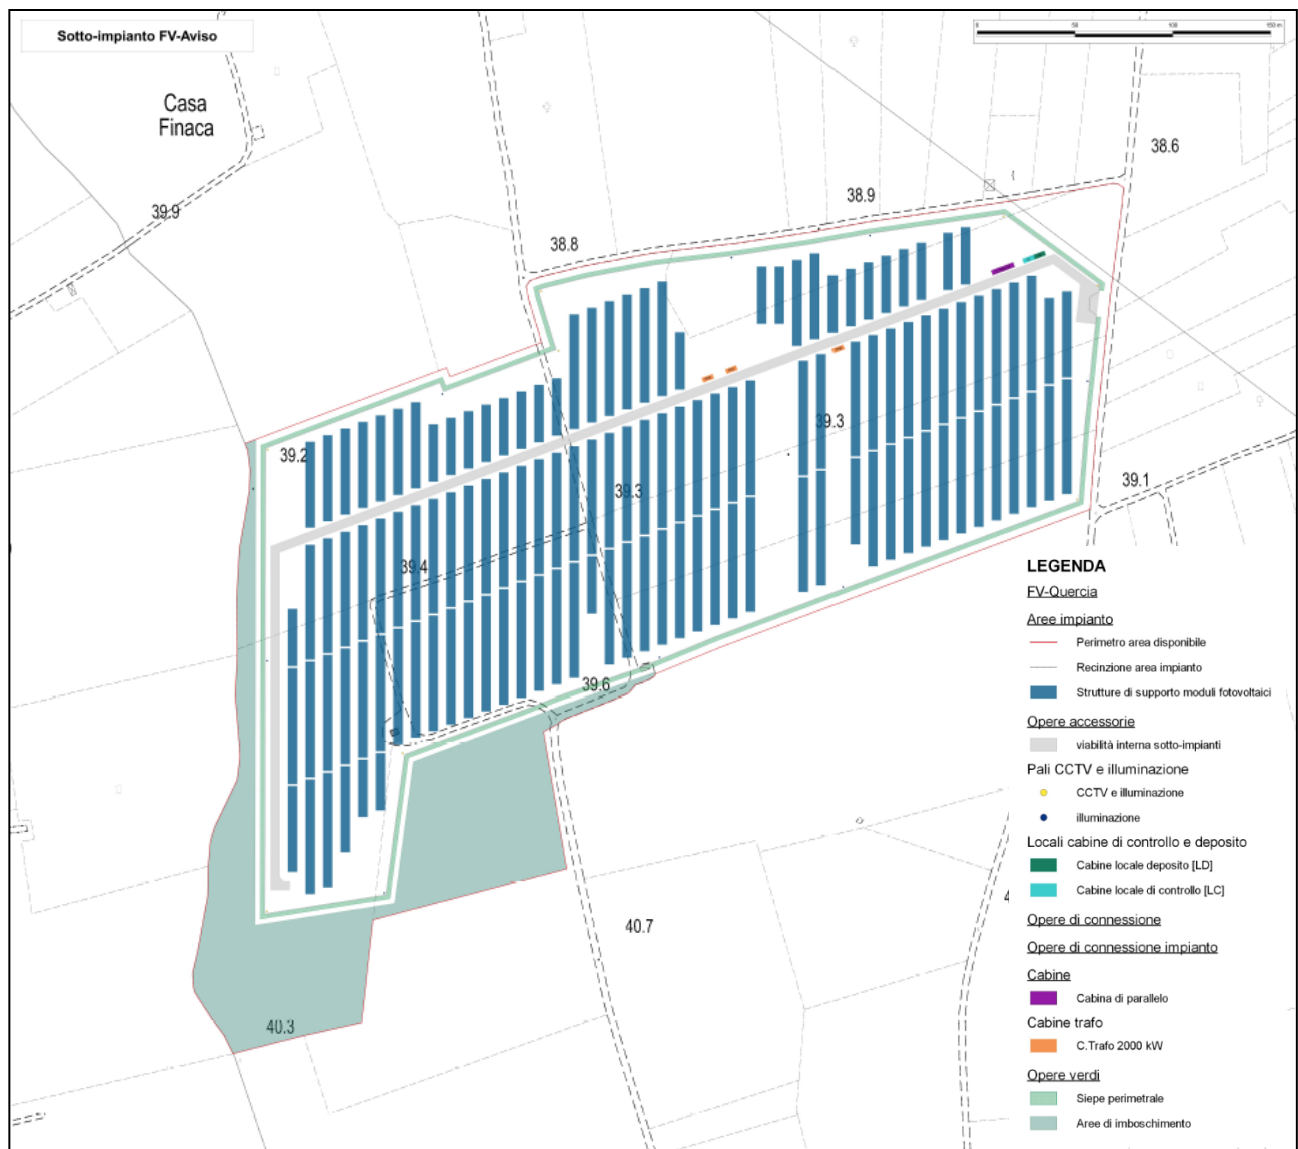 Sotto-impianto FV-Aviso
0 50 100 150 m
Casa
Finaca
38.6
39.9
38.9
38.8
39.2
39.3
39.3
39.1
39.4
39.6
40.7
40.3
4
LEGENDA
FV-Quercia
Aree impianto
Perimetro area disponibile
Recinzione area impianto
Strutture di supporto moduli fotovoltaici
Opere accessorie
viabilità interna sotto-impianti
Pali CCTV e illuminazione
CCTV e illuminazione
illuminazione
Locali cabine di controllo e deposito
Cabine locale deposito [LD]
Cabine locale di controllo [LC]
Opere di connessione
Opere di connessione impianto
Cabine
Cabina di parallelo
Cabine trafo
C.Trafo 2000 kW
Opere verdi
Siepe perimetrale
Aree di imboschimento